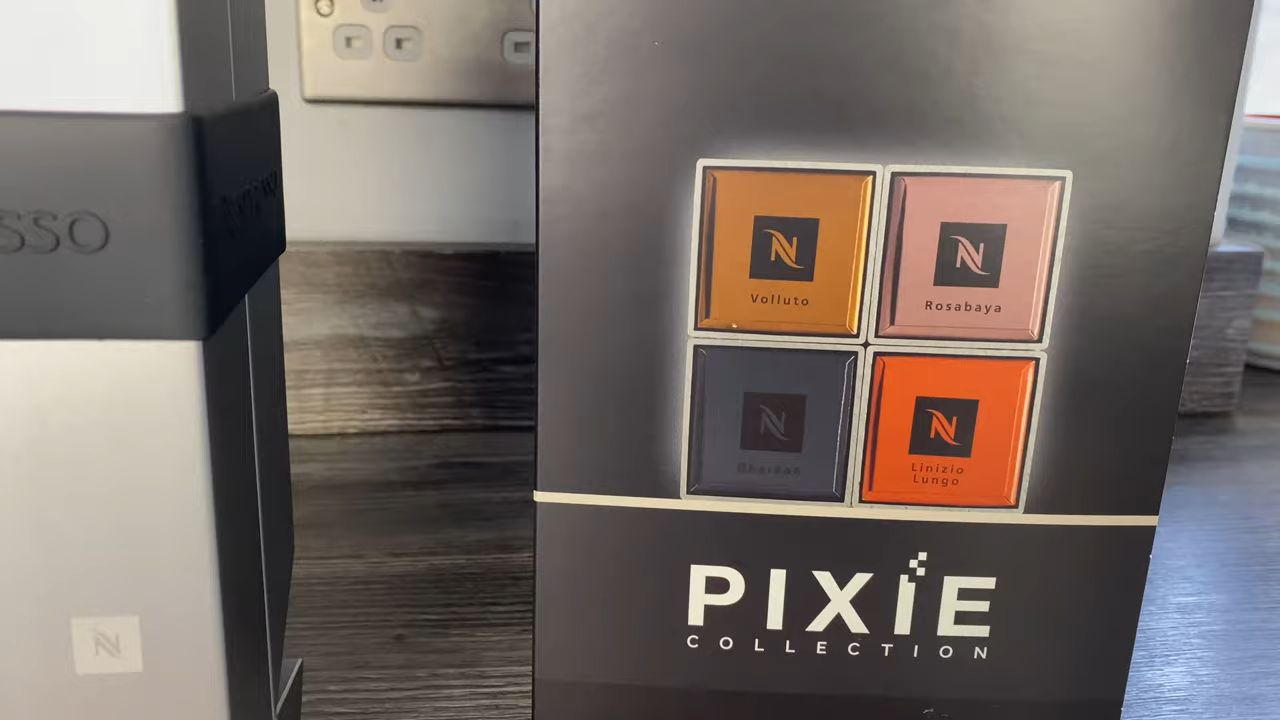 SSO
N
N
Volluto
N
Rosabaya
N
N
Linizio
Lungo
PIXiE
COLLECTION